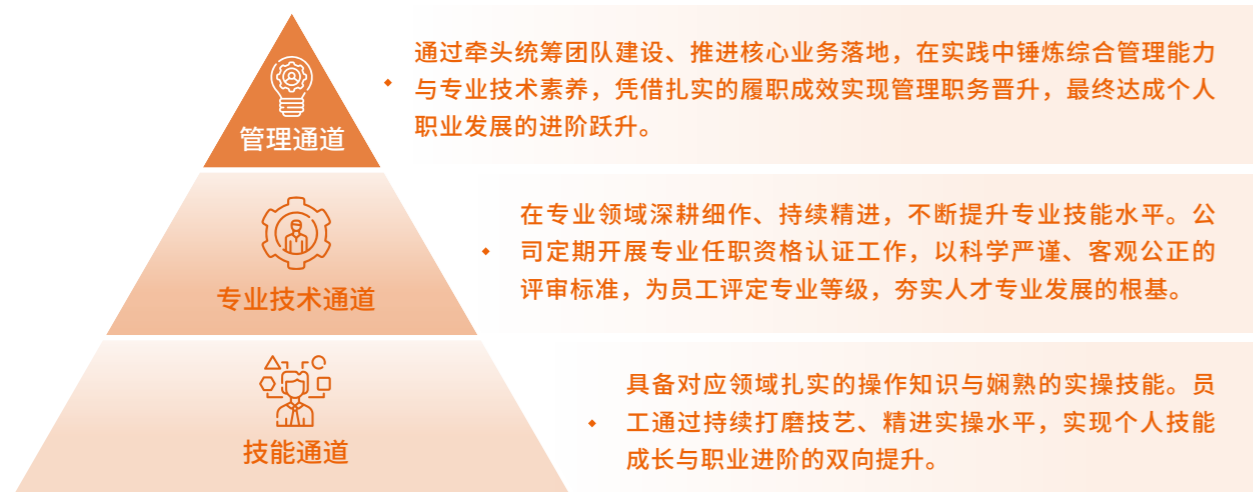 管理通道
通过牵头统筹团队建设、推进核心业务落地，在实践中锤炼综合管理能力
与专业技术素养，凭借扎实的履职成效实现管理职务晋升，最终达成个人
职业发展的进阶跃升。
专业技术通道
在专业领域深耕细作、持续精进，不断提升专业技能水平。公
司定期开展专业任职资格认证工作，以科学严谨、客观公正的
评审标准，为员工评定专业等级，夯实人才专业发展的根基。
技能通道
具备对应领域扎实的操作知识与娴熟的实操技能。员
工通过持续打磨技艺、精进实操水平，实现个人技能
成长与职业进阶的双向提升。